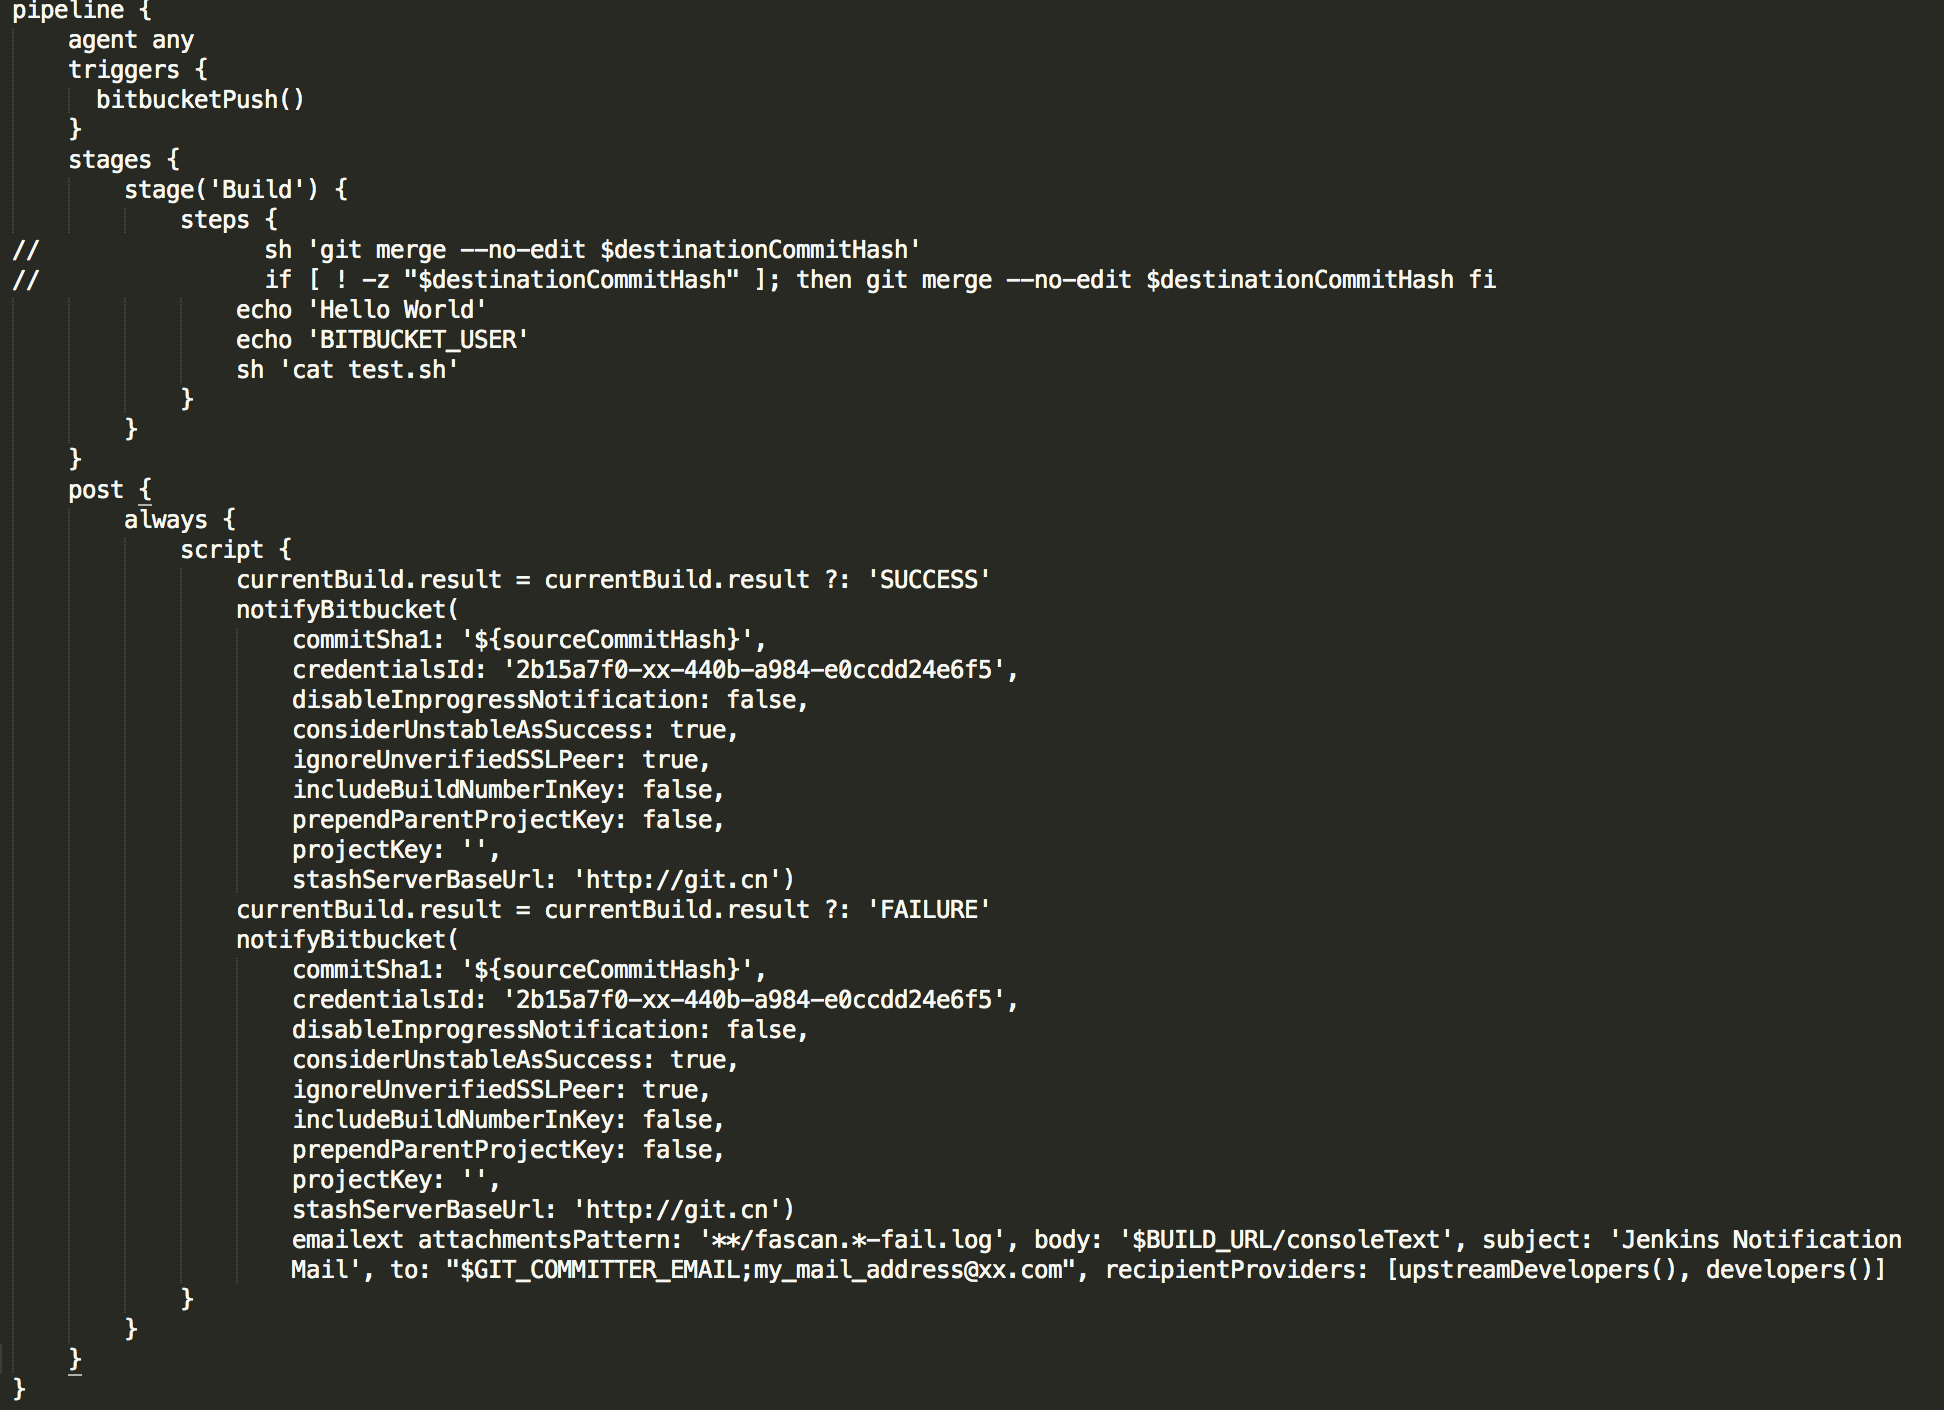 pipeline {
    agent any
    triggers {
      bitbucketPush()
    }
    stages {
        stage('Build') {
            steps {
//                sh 'git merge --no-edit $destinationCommitHash'
//                if [ ! -z "$destinationCommitHash" ]; then git merge --no-edit $destinationCommitHash fi
                echo 'Hello World'
                echo 'BITBUCKET_USER'
                sh 'cat test.sh'
            }
        }
    }
    post {
        always {
            script {
                currentBuild.result = currentBuild.result ?: 'SUCCESS'
                notifyBitbucket(
                    commitSha1: '${sourceCommitHash}',
                    credentialsId: '2b15a7f0-xx-440b-a984-e0ccdd24e6f5',
                    disableInprogressNotification: false,
                    considerUnstableAsSuccess: true,
                    ignoreUnverifiedSSLPeer: true,
                    includeBuildNumberInKey: false,
                    prependParentProjectKey: false,
                    projectKey: '',
                    stashServerBaseUrl: 'http://git.cn')
                currentBuild.result = currentBuild.result ?: 'FAILURE'
                notifyBitbucket(
                    commitSha1: '${sourceCommitHash}',
                    credentialsId: '2b15a7f0-xx-440b-a984-e0ccdd24e6f5',
                    disableInprogressNotification: false,
                    considerUnstableAsSuccess: true,
                    ignoreUnverifiedSSLPeer: true,
                    includeBuildNumberInKey: false,
                    prependParentProjectKey: false,
                    projectKey: '',
                    stashServerBaseUrl: 'http://git.cn')
                    emailext attachmentsPattern: '**/fascan.*-fail.log', body: '$BUILD_URL/consoleText', subject: 'Jenkins Notification
                    Mail', to: "$GIT_COMMITTER_EMAIL;my_mail_address@xx.com", recipientProviders: [upstreamDevelopers(), developers()]
            }
        }
    }
}